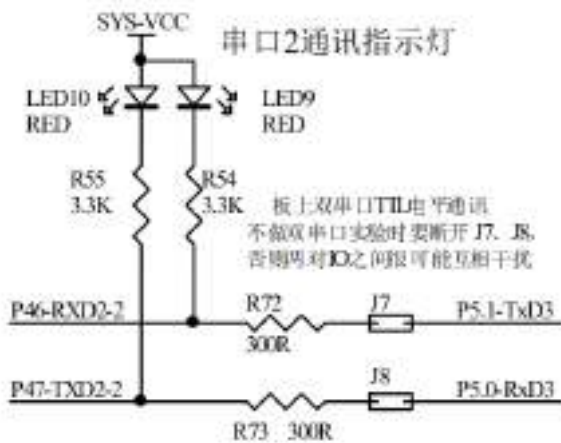 SYS-VCC
串口2通讯指示灯
LED10
RED
LED9
RED
R55
3.3K
R54
3.3K
板上双串口TTL电平通讯
不做双串口实验时要断开 J7、J8,
否则两对IO之间很可能互相干扰
P46-RXD2-2
R72
300R
J7
P5.1-TxD3
P47-TXD2-2
J8
P5.0-RxD3
R73 300R